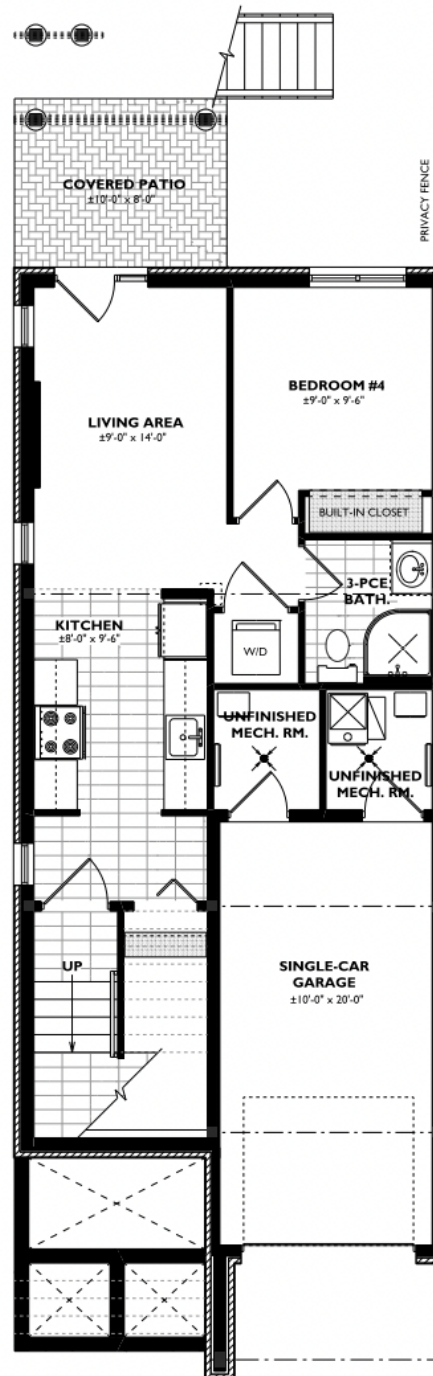 PRIVACY FENCE
COVERED PATIO
±10'-0" x 8'-0"
BEDROOM #4
±9'-0" x 9'-6"
LIVING AREA
±9'-0" x 14'-0"
BUILT-IN CLOSET
3-PCE.
BATH.
KITCHEN
±8'-0" x 9'-6"
W/D
UNFINISHED
MECH. RM.
UNFINISHED
MECH. RM.
UP
SINGLE-CAR
GARAGE
±10'-0" x 20'-0"